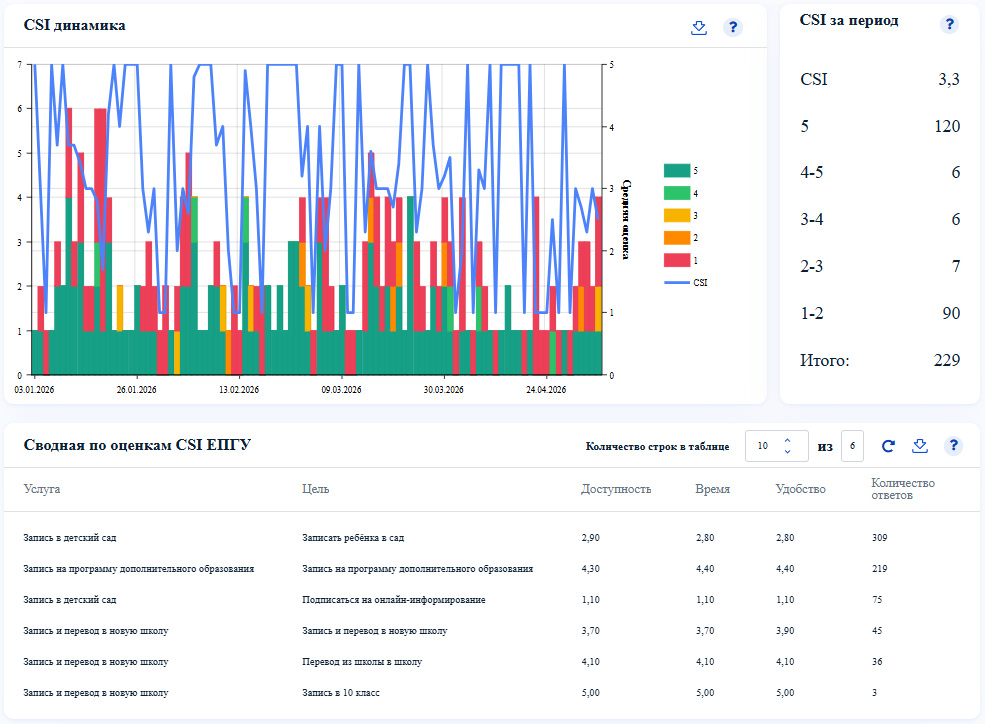 CSI динамика
?
7
6
5
4
3
2
1
0
5
4
3
2
1
0
Средняя оценка
03.01.2026 26.01.2026 13.02.2026 09.03.2026 30.03.2026 24.04.2026
5
4
3
2
1
CSI
CSI за период
?
CSI 3,3
5 120
4-5 6
3-4 6
2-3 7
1-2 90
Итого: 229
Сводная по оценкам CSI ЕПГУ
Количество строк в таблице 10 из 6 ?
Услуга Цель Доступность Время Удобство Количество ответов
Запись в детский сад Записать ребёнка в сад 2,90 2,80 2,80 309
Запись на программу дополнительного образования Запись на программу дополнительного образования 4,30 4,40 4,40 219
Запись в детский сад Подписаться на онлайн-информирование 1,10 1,10 1,10 75
Запись и перевод в новую школу Запись и перевод в новую школу 3,70 3,70 3,90 45
Запись и перевод в новую школу Перевод из школы в школу 4,10 4,10 4,10 36
Запись и перевод в новую школу Запись в 10 класс 5,00 5,00 5,00 3